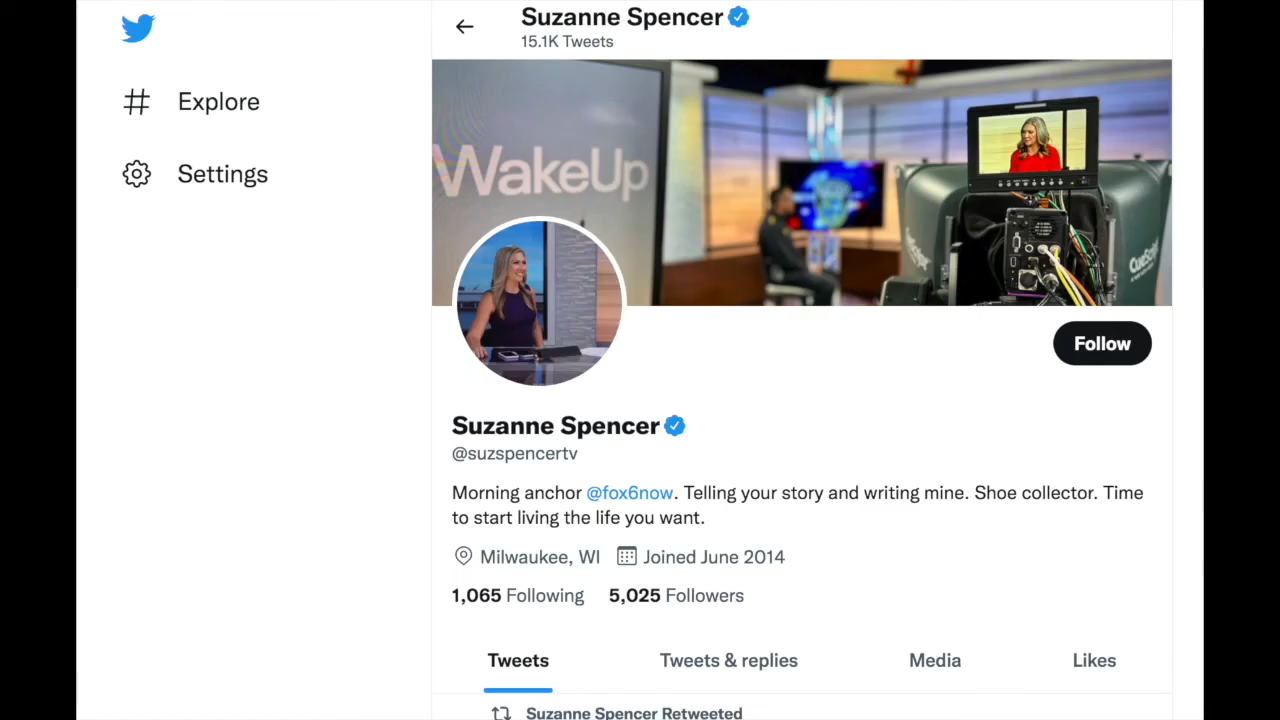 Suzanne Spencer
15.1K Tweets
Explore
Settings
WakeUp
CueScript
Follow
Suzanne Spencer
@suzspencertv
Morning anchor @fox6now. Telling your story and writing mine. Shoe collector. Time
to start living the life you want.
Milwaukee, WI Joined June 2014
1,065 Following 5,025 Followers
Tweets Tweets & replies Media Likes
Suzanne Spencer Retweeted